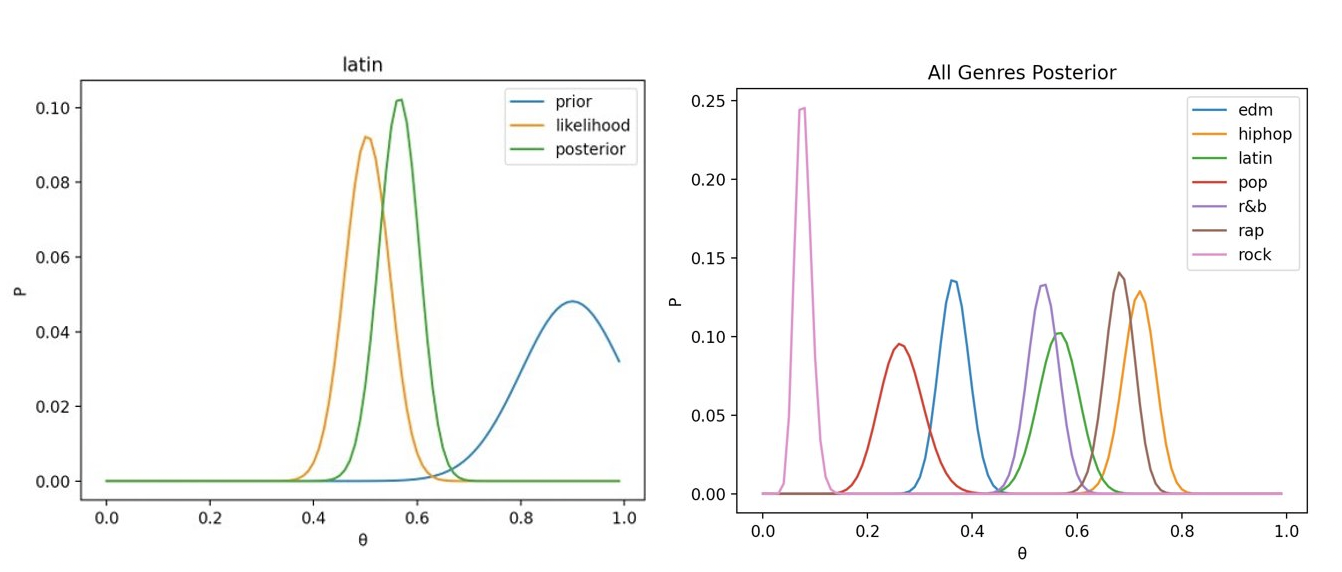 latin
0.10
0.08
0.06
0.04
0.02
0.00
P
0.0 0.2 0.4 0.6 0.8 1.0
θ
prior
likelihood
posterior
All Genres Posterior
0.25
0.20
0.15
0.10
0.05
0.00
P
0.0 0.2 0.4 0.6 0.8 1.0
θ
edm
hiphop
latin
pop
r&b
rap
rock